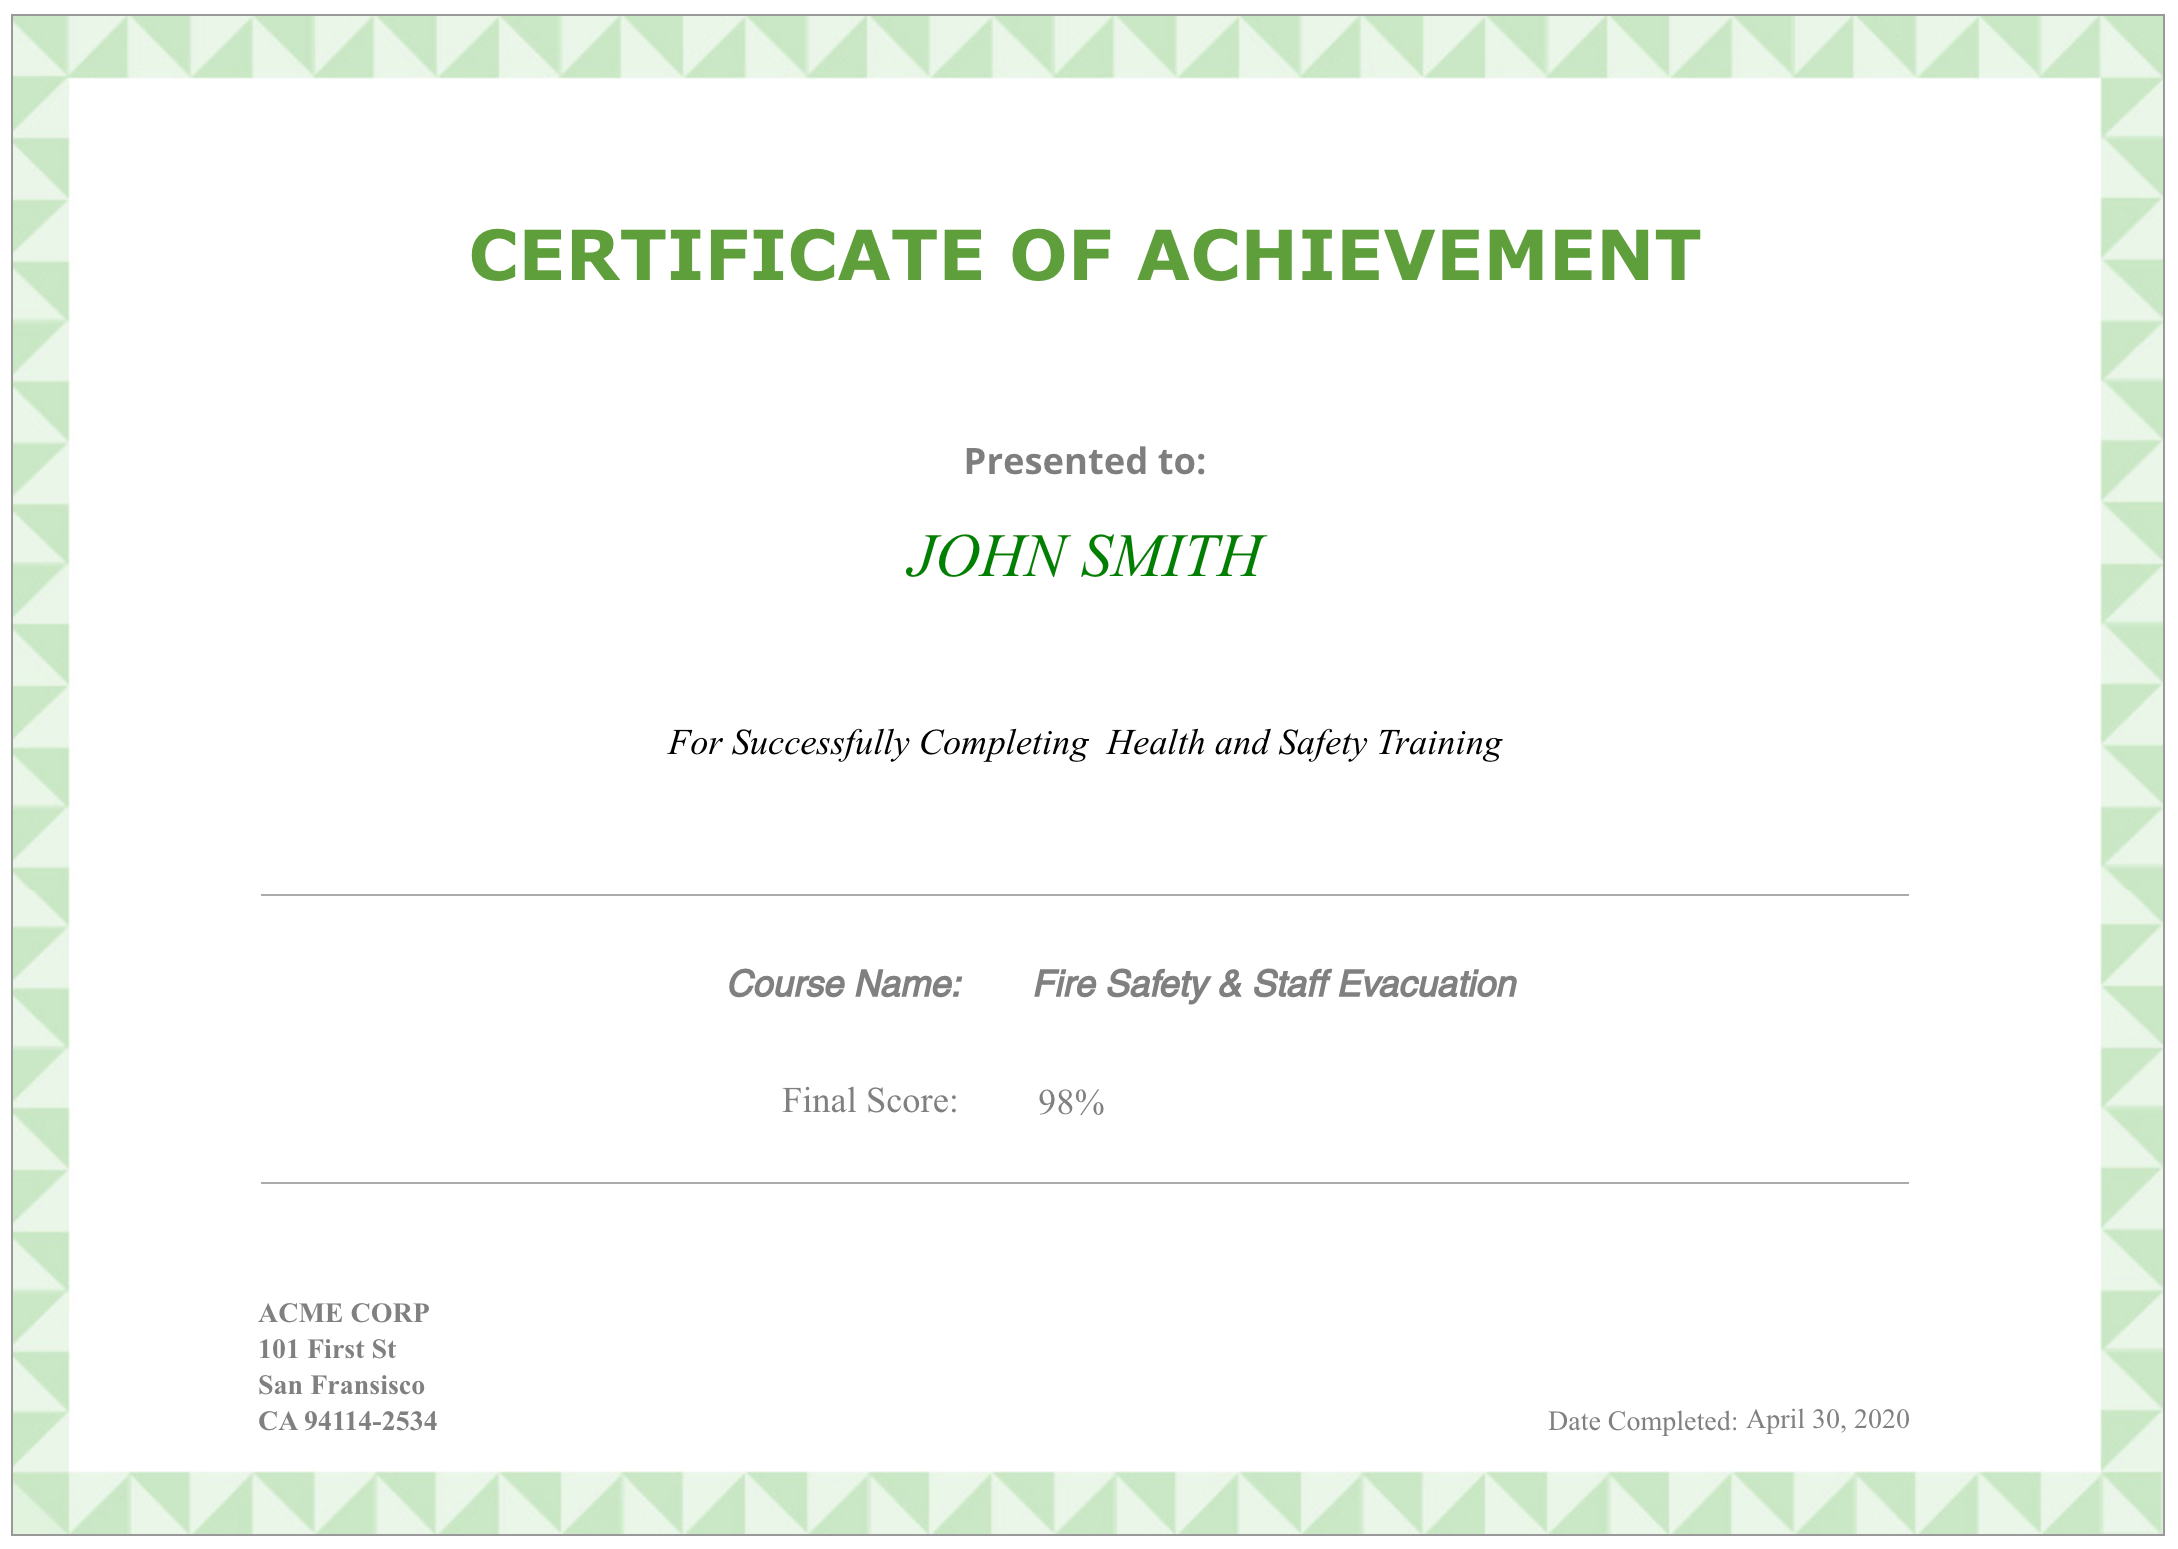 CERTIFICATE OF ACHIEVEMENT
Presented to:
JOHN SMITH
For Successfully Completing  Health and Safety Training
Course Name: Fire Safety & Staff Evacuation
Final Score: 98%
ACME CORP
101 First St
San Fransisco
CA 94114-2534
Date Completed: April 30, 2020